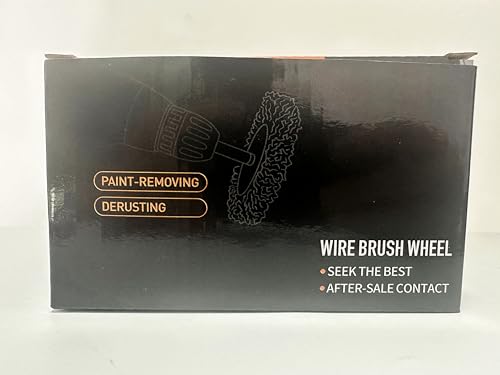 PAINT-REMOVING
DERUSTING
WIRE BRUSH WHEEL
•SEEK THE BEST
•AFTER-SALE CONTACT